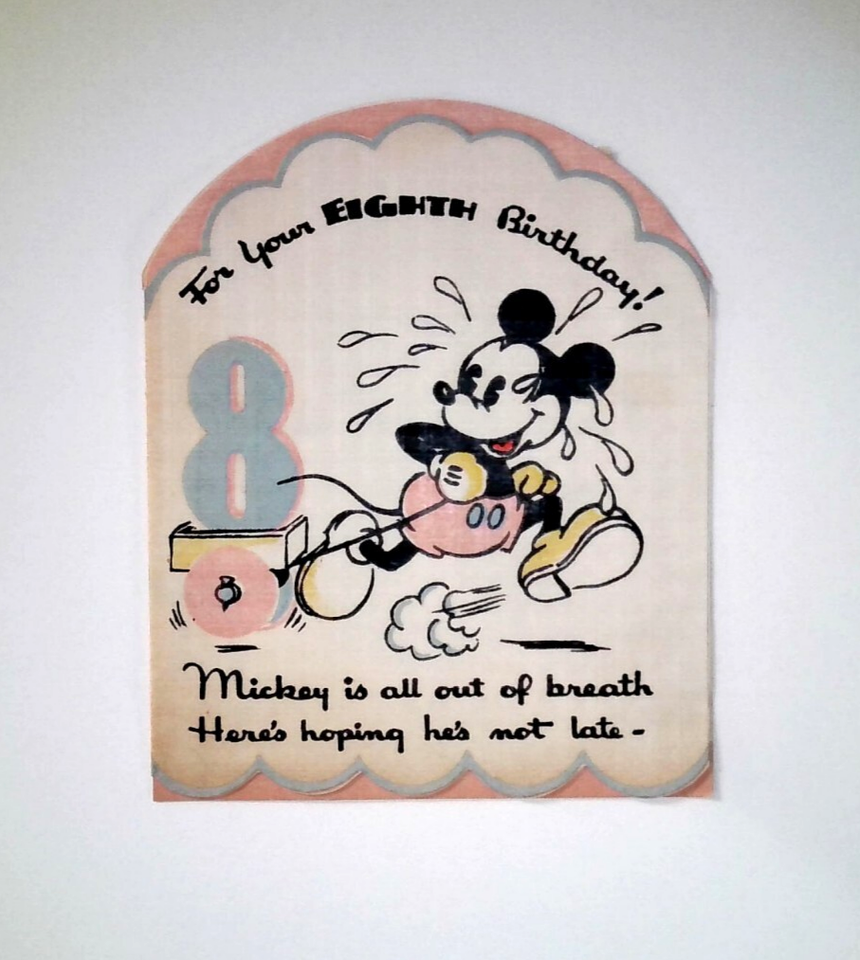 For Your EIGHTH Birthday!
8
Mickey is all out of breath
Here's hoping he's not late -